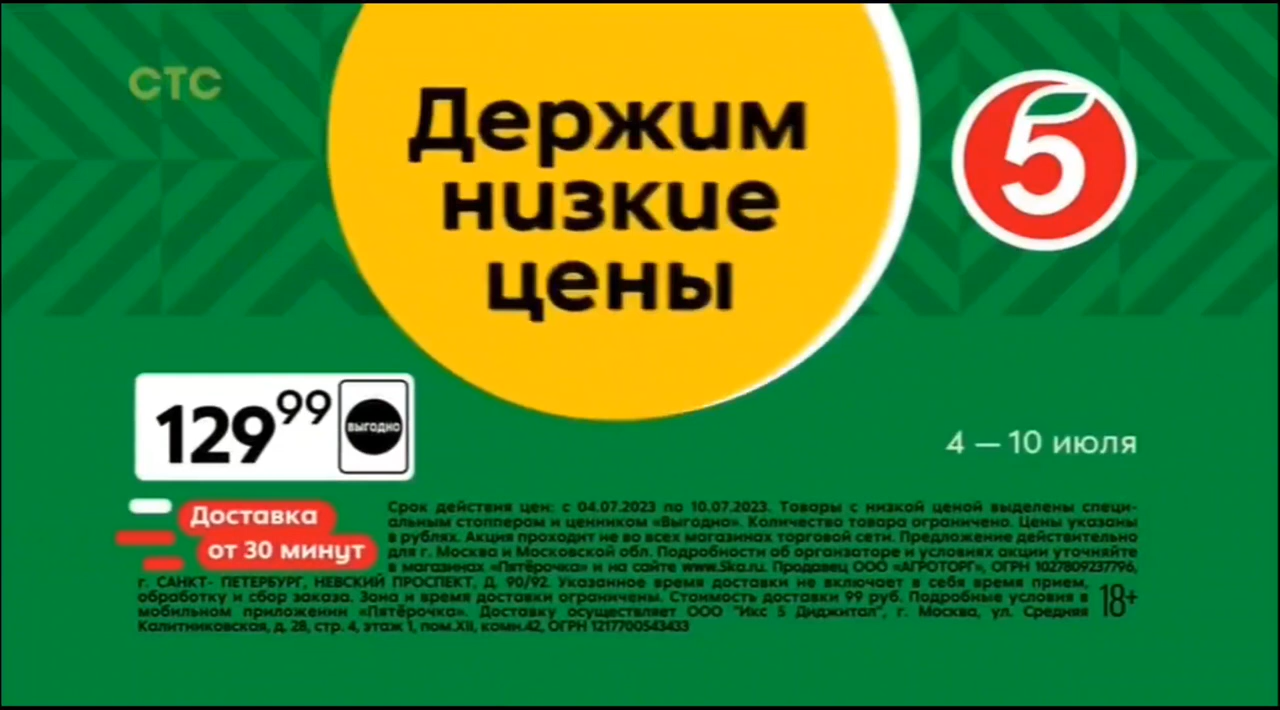 СТС
Держим
низкие
цены
5
129 99
ВЫГОДНО
4 — 10 июля
Доставка
от 30 минут
Срок действия цен: с 04.07.2023 по 10.07.2023. Товары с низкой ценой выделены специ-
альным стоппером и ценником «Выгодно». Количество товара ограничено. Цены указаны
в рублях. Акция проходит не во всех магазинах торговой сети. Предложение действительно
для г. Москва и Московской обл. Подробности об органзаторе и условиях акции уточняйте
в магазинах «Пятёрочка» и на сайте www.5ka.ru. Продавец ООО «АГРОТОРГ», ОГРН 1027809237796,
г. САНКТ- ПЕТЕРБУРГ, НЕВСКИЙ ПРОСПЕКТ, Д. 90/92. Указанное время доставки не включает в себя время прием,
обработку и сбор заказа. Зона и время доставки ограничены. Стоимость доставки 99 руб. Подробные условия в
мобильном приложении «Пятёрочка». Доставку осуществляет ООО "Икс 5 Диджитал", г. Москва, ул. Средняя
Калитниковская, д. 28, стр. 4, этаж 1, пом.XII, комн.42, ОГРН 1217700543433
18+